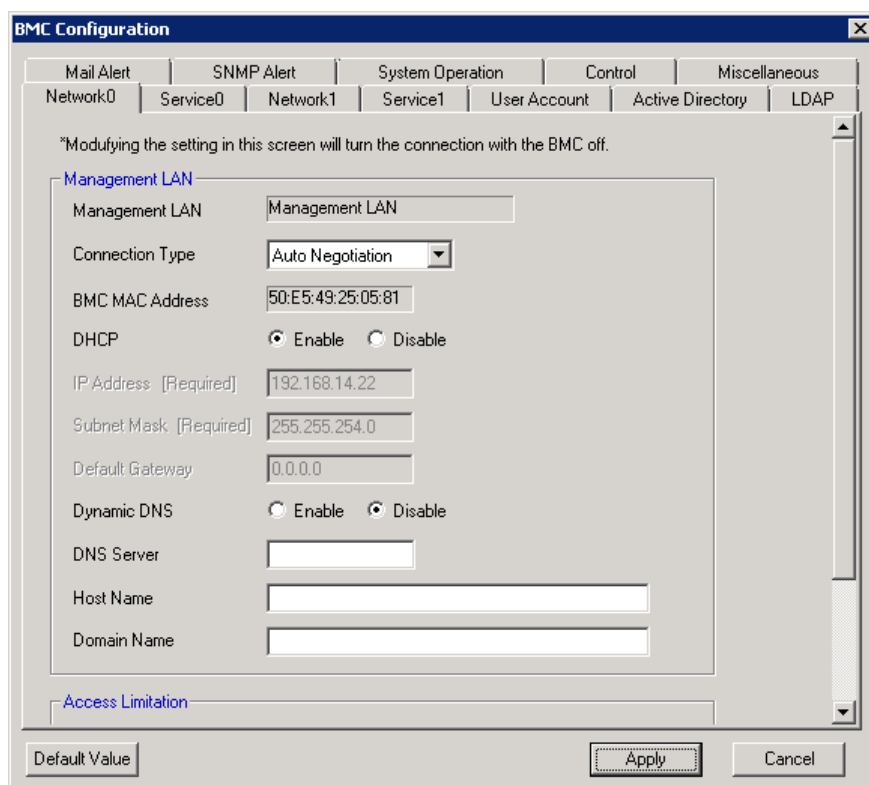 BMC Configuration
Mail Alert SNMP Alert System Operation Control Miscellaneous
Network0 Service0 Network1 Service1 User Account Active Directory LDAP
*Modufying the setting in this screen will turn the connection with the BMC off.
Management LAN
Management LAN Management LAN
Connection Type Auto Negotiation
BMC MAC Address 50:E5:49:25:05:81
DHCP Enable Disable
IP Address [Required] 192.168.14.22
Subnet Mask [Required] 255.255.254.0
Default Gateway 0.0.0.0
Dynamic DNS Enable Disable
DNS Server
Host Name
Domain Name
Access Limitation
Default Value Apply Cancel